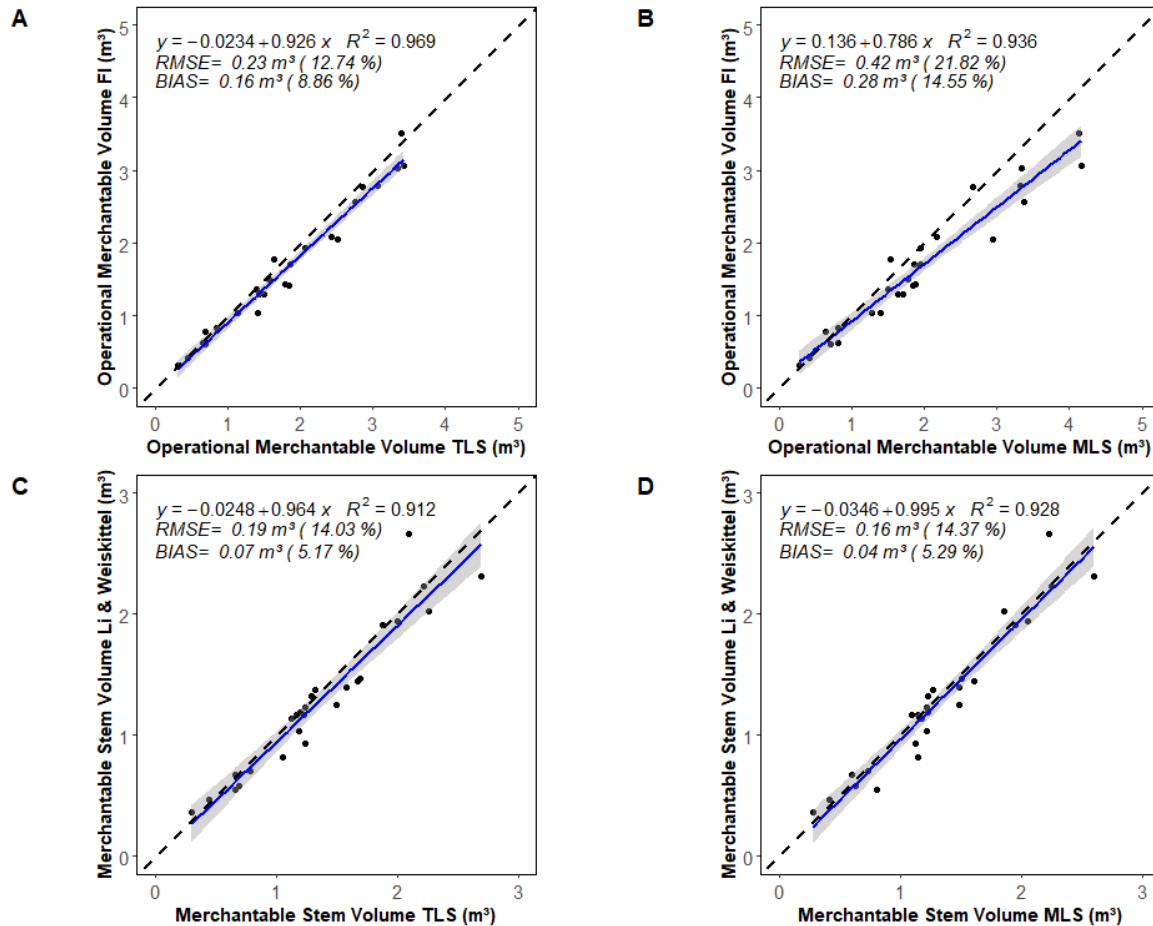 A
Operational Merchantable Volume FI (m³)
y = −0.0234 + 0.926 x R² = 0.969
RMSE= 0.23 m³ ( 12.74 %)
BIAS= 0.16 m³ ( 8.86 %)
5
4
3
2
1
0
0 1 2 3 4 5
Operational Merchantable Volume TLS (m³)
B
Operational Merchantable Volume FI (m³)
y = 0.136 + 0.786 x R² = 0.936
RMSE= 0.42 m³ ( 21.82 %)
BIAS= 0.28 m³ ( 14.55 %)
5
4
3
2
1
0
0 1 2 3 4 5
Operational Merchantable Volume MLS (m³)
C
Merchantable Stem Volume Li & Weiskittel (m³)
y = −0.0248 + 0.964 x R² = 0.912
RMSE= 0.19 m³ ( 14.03 %)
BIAS= 0.07 m³ ( 5.17 %)
3
2
1
0
0 1 2 3
Merchantable Stem Volume TLS (m³)
D
Merchantable Stem Volume Li & Weiskittel (m³)
y = −0.0346 + 0.995 x R² = 0.928
RMSE= 0.16 m³ ( 14.37 %)
BIAS= 0.04 m³ ( 5.29 %)
3
2
1
0
0 1 2 3
Merchantable Stem Volume MLS (m³)